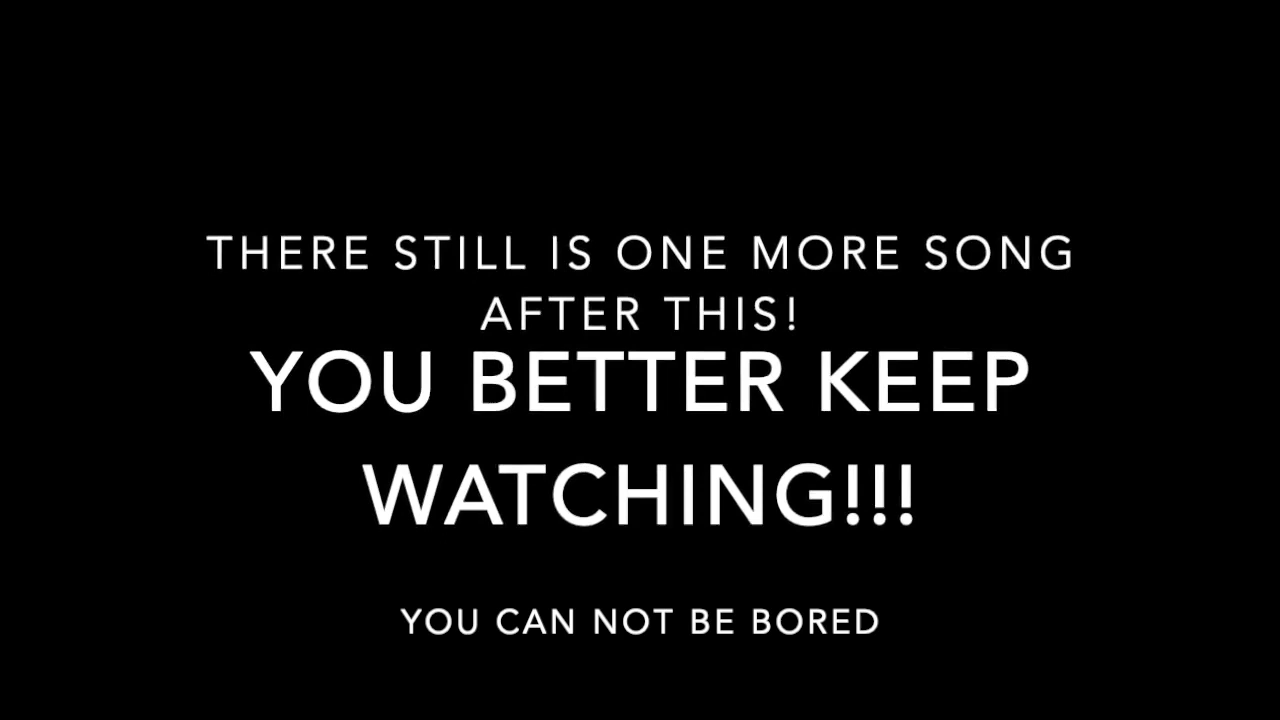 THERE STILL IS ONE MORE SONG
AFTER THIS!
YOU BETTER KEEP
WATCHING!!!
YOU CAN NOT BE BORED